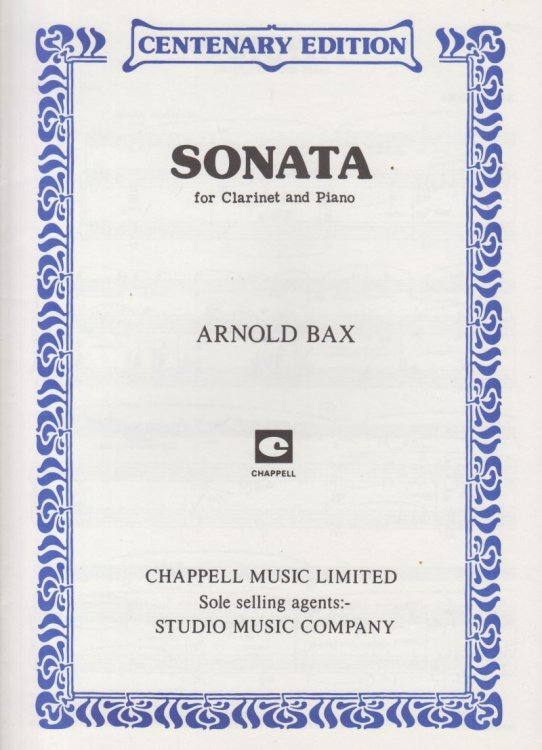 CENTENARY EDITION
SONATA
for Clarinet and Piano
ARNOLD BAX
C
CHAPPELL
CHAPPELL MUSIC LIMITED
Sole selling agents:-
STUDIO MUSIC COMPANY